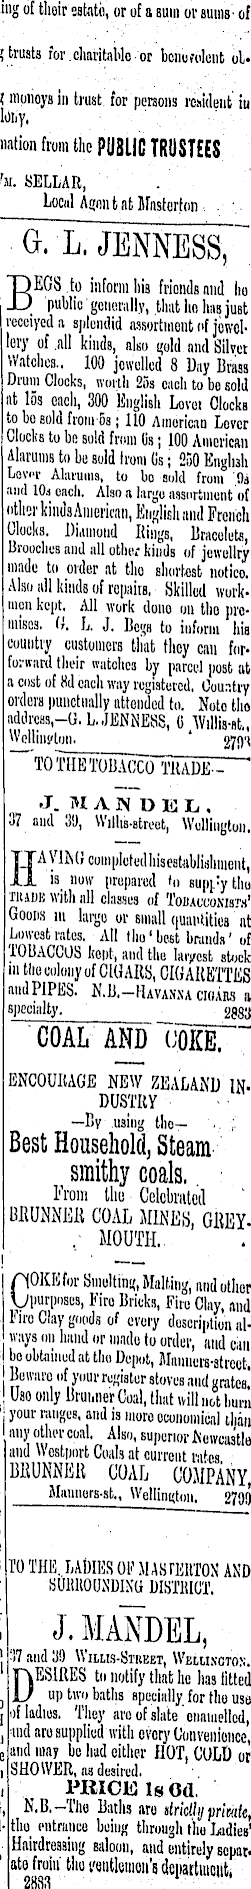 ing of their estate, or of a sum or sums of
g trusts for charitable or benevolent ob-
g moneys in trust for persons resident in
lony.
nation from the PUBLIC TRUSTEES
WM. SELLAR,
Local Agent at Masterton
G. L. JENNESS,
BEGS to inform his friends and he
public generally, that he has just
received a splendid assortment of jewel-
lery of all kinds, also gold and Silver
Watches.. 100 jewelled 8 Day Brass
Drum Clocks, worth 25s each to be sold
at 15s each, 300 English Lever Clocks
to be sold from 5s ; 110 American Lever
Clocks to be sold from 6s ; 100 American
Alarums to be sold from 6s ; 250 English
Lever Alarums, to be sold from 9s
and 10s each. Also a large assortment of
other kinds American, English and French
Clocks. Diamond Rings, Bracelets,
Brooches and all other kinds of jewellry
made to order at the shortest notice.
Also all kinds of repairs, Skilled work-
men kept. All work done on the pre-
mises. G. L. J. Begs to inform his
country customers that they can for-
forward their watches by parcel post at
a cost of 8d each way registered. Country
orders punctually attended to. Note the
address,—G. L. JENNESS, 6 Willis-st.,
Wellington. 2793
TO THE TOBACCO TRADE—
J. MANDEL,
37 and 39, Willis-street, Wellington.
HAVING completed his establishment,
is now prepared to supply the
TRADE with all classes of TOBACCONISTS'
GOODS in large or small quantities at
Lowest rates. All the 'best brands' of
TOBACCOS kept, and the largest stock
in the colony of CIGARS, CIGARETTES
and PIPES. N.B.—HAVANNA CIGARS a
specialty. 2883
COAL AND COKE.
ENCOURAGE NEW ZEALAND IN-
DUSTRY
—By using the—
Best Household, Steam
smithy coals.
From the Celebrated
BRUNNER COAL MINES, GREY-
MOUTH.
COKE for Smelting, Malting, and other
purposes, Fire Bricks, Fire Clay, and
Fire Clay goods of every description al-
ways on hand or made to order, and can
be obtained at the Depot, Manners-street.
Beware of your register stoves and grates.
Use only Brunner Coal, that will not burn
your ranges, and is more economical than
any other coal. Also, superior Newcastle
and Westport Coals at current rates.
BRUNNER COAL COMPANY,
Manners-st., Wellington. 2799
TO THE LADIES OF MASTERTON AND
SURROUNDING DISTRICT.
J. MANDEL,
37 and 39 WILLIS-STREET, WELLINGTON.
DESIRES to notify that he has fitted
up two baths specially for the use
of ladies. They are of slate enamelled,
and are supplied with every Convenience,
and may be had either HOT, COLD or
SHOWER, as desired.
PRICE 1s 6d.
N.B.—The Baths are strictly private,
the entrance being through the Ladies'
Hairdressing saloon, and entirely separ-
ate from the gentlemen's department.
2883